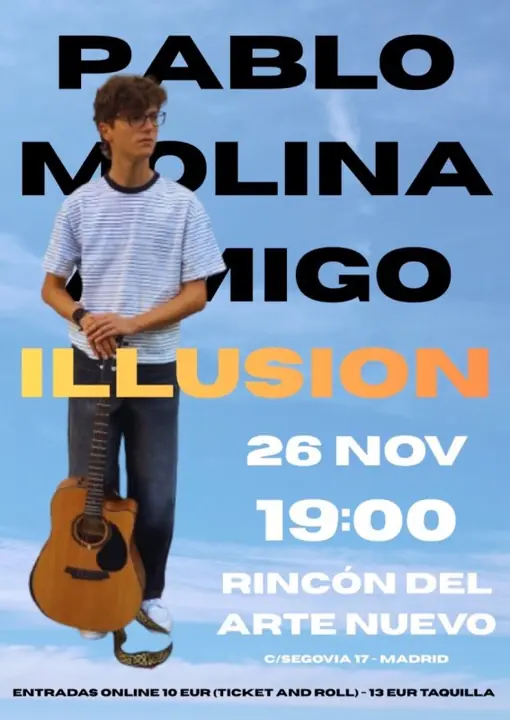 PABLO
MOLINA
AMIGO
ILLUSION
26 NOV
19:00
RINCÓN DEL
ARTE NUEVO
C/SEGOVIA 17 - MADRID
ENTRADAS ONLINE 10 EUR (TICKET AND ROLL) - 13 EUR TAQUILLA